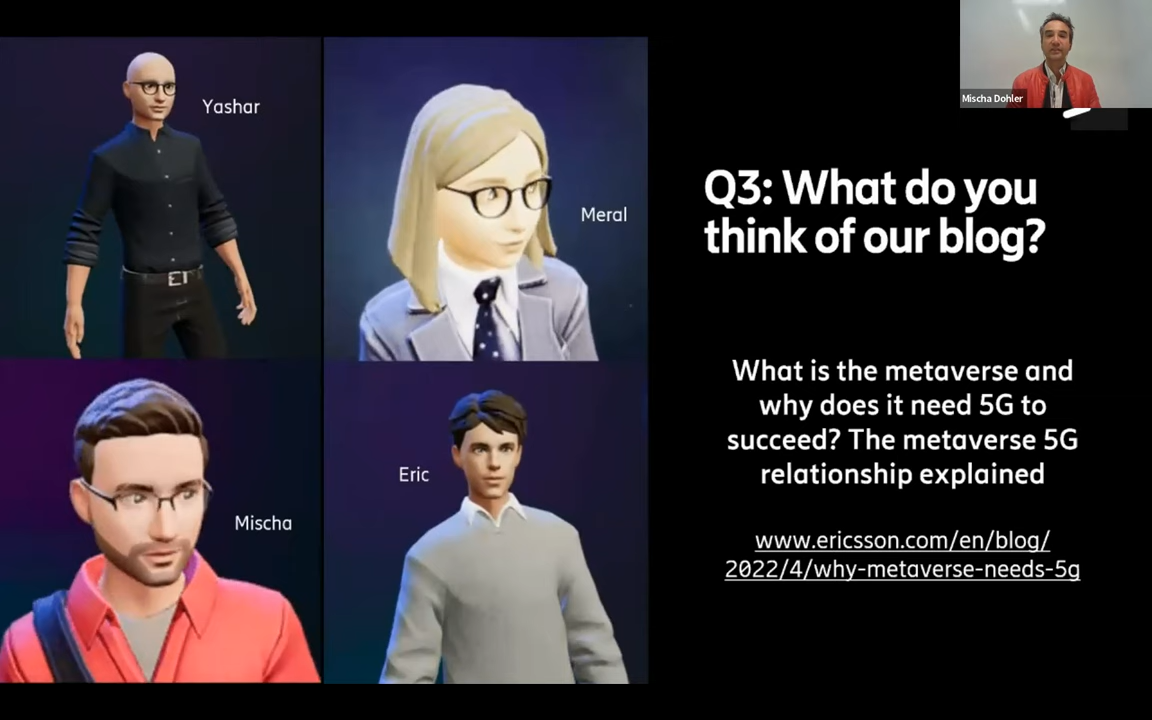 Mischa Dohler
Yashar
Meral
Mischa
Eric
Q3: What do you
think of our blog?
What is the metaverse and
why does it need 5G to
succeed? The metaverse 5G
relationship explained
www.ericsson.com/en/blog/
2022/4/why-metaverse-needs-5g